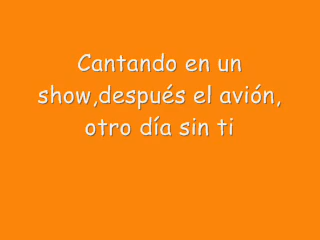 Cantando en un
show,después el avión,
otro día sin ti